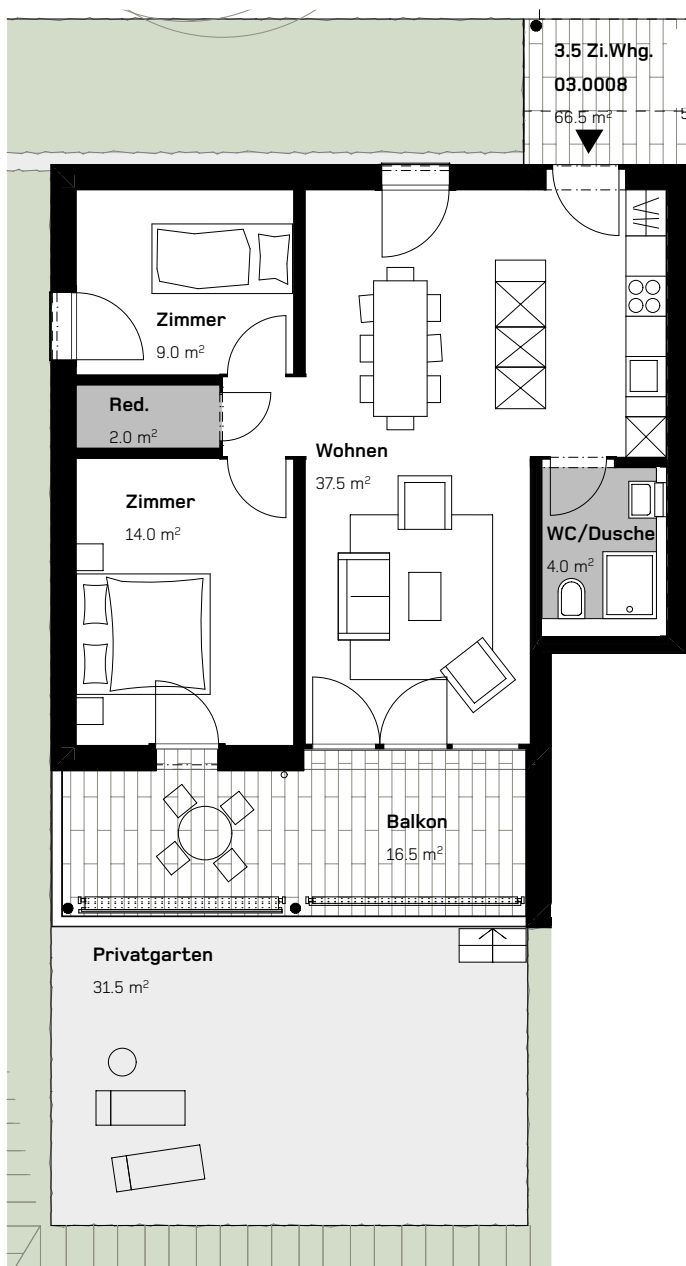 3.5 Zi.Whg.
03.0008
66.5 m²
Zimmer
9.0 m²
Red.
2.0 m²
Wohnen
37.5 m²
Zimmer
14.0 m²
WC/Dusche
4.0 m²
Balkon
16.5 m²
Privatgarten
31.5 m²